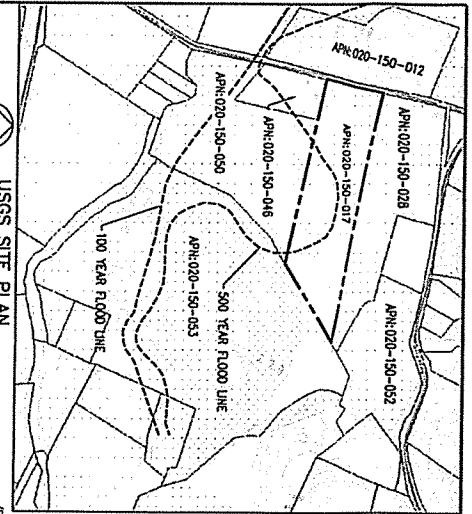 APN:020-150-012
APN:020-150-028
APN:020-150-017
APN:020-150-046
APN:020-150-050
APN:020-150-052
500 YEAR FLOOD LINE
APN:020-150-053
100 YEAR FLOOD LINE
USGS SITE PLAN